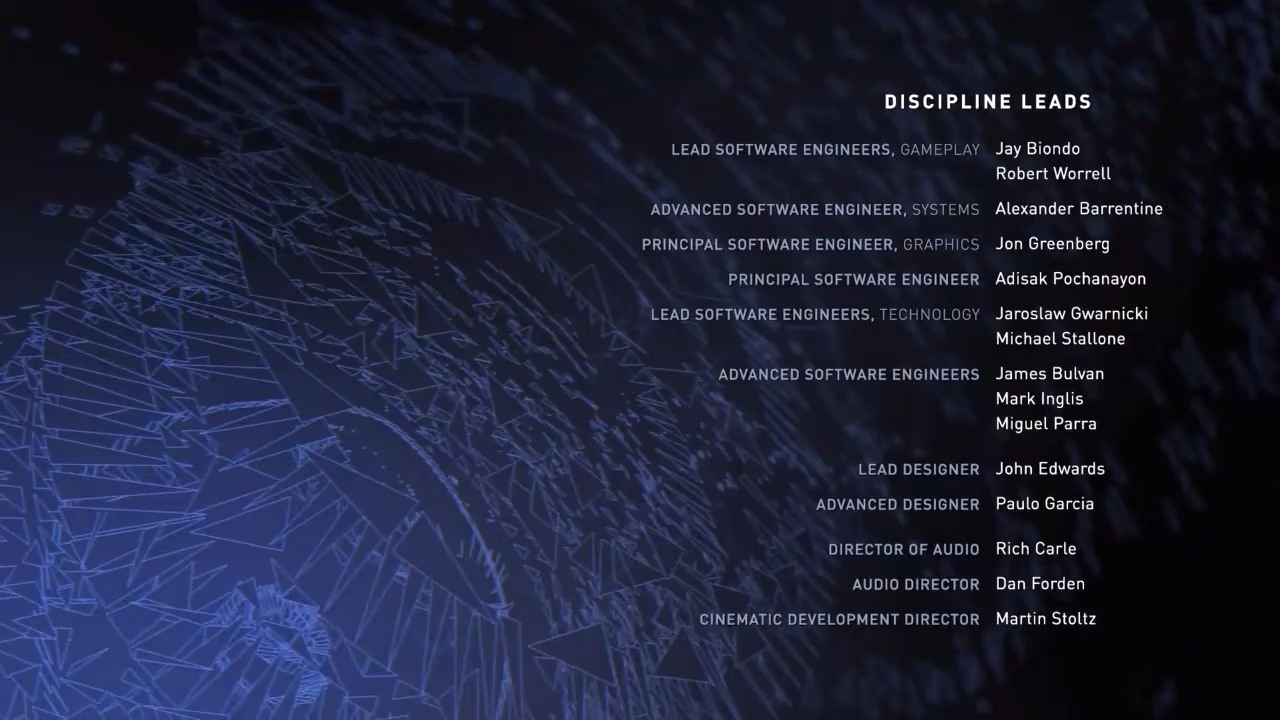 DISCIPLINE LEADS
LEAD SOFTWARE ENGINEERS, GAMEPLAY Jay Biondo
Robert Worrell
ADVANCED SOFTWARE ENGINEER, SYSTEMS Alexander Barrentine
PRINCIPAL SOFTWARE ENGINEER, GRAPHICS Jon Greenberg
PRINCIPAL SOFTWARE ENGINEER Adisak Pochanayon
LEAD SOFTWARE ENGINEERS, TECHNOLOGY Jaroslaw Gwarnicki
Michael Stallone
ADVANCED SOFTWARE ENGINEERS James Bulvan
Mark Inglis
Miguel Parra
LEAD DESIGNER John Edwards
ADVANCED DESIGNER Paulo Garcia
DIRECTOR OF AUDIO Rich Carle
AUDIO DIRECTOR Dan Forden
CINEMATIC DEVELOPMENT DIRECTOR Martin Stoltz